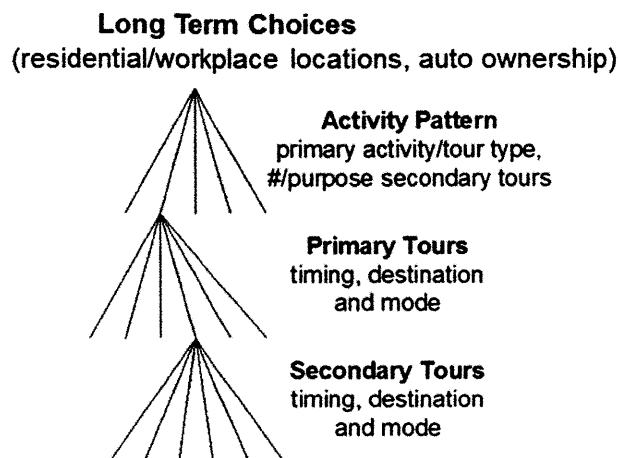 Long Term Choices
(residential/workplace locations, auto ownership)
Activity Pattern
primary activity/tour type,
#/purpose secondary tours
Primary Tours
timing, destination
and mode
Secondary Tours
timing, destination
and mode